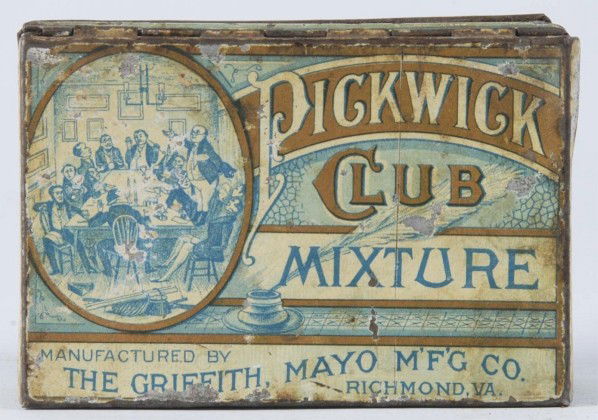 PICKWICK
CLUB
MIXTURE
MANUFACTURED BY
THE GRIFFITH, MAYO M'F'G CO.
RICHMOND, VA.